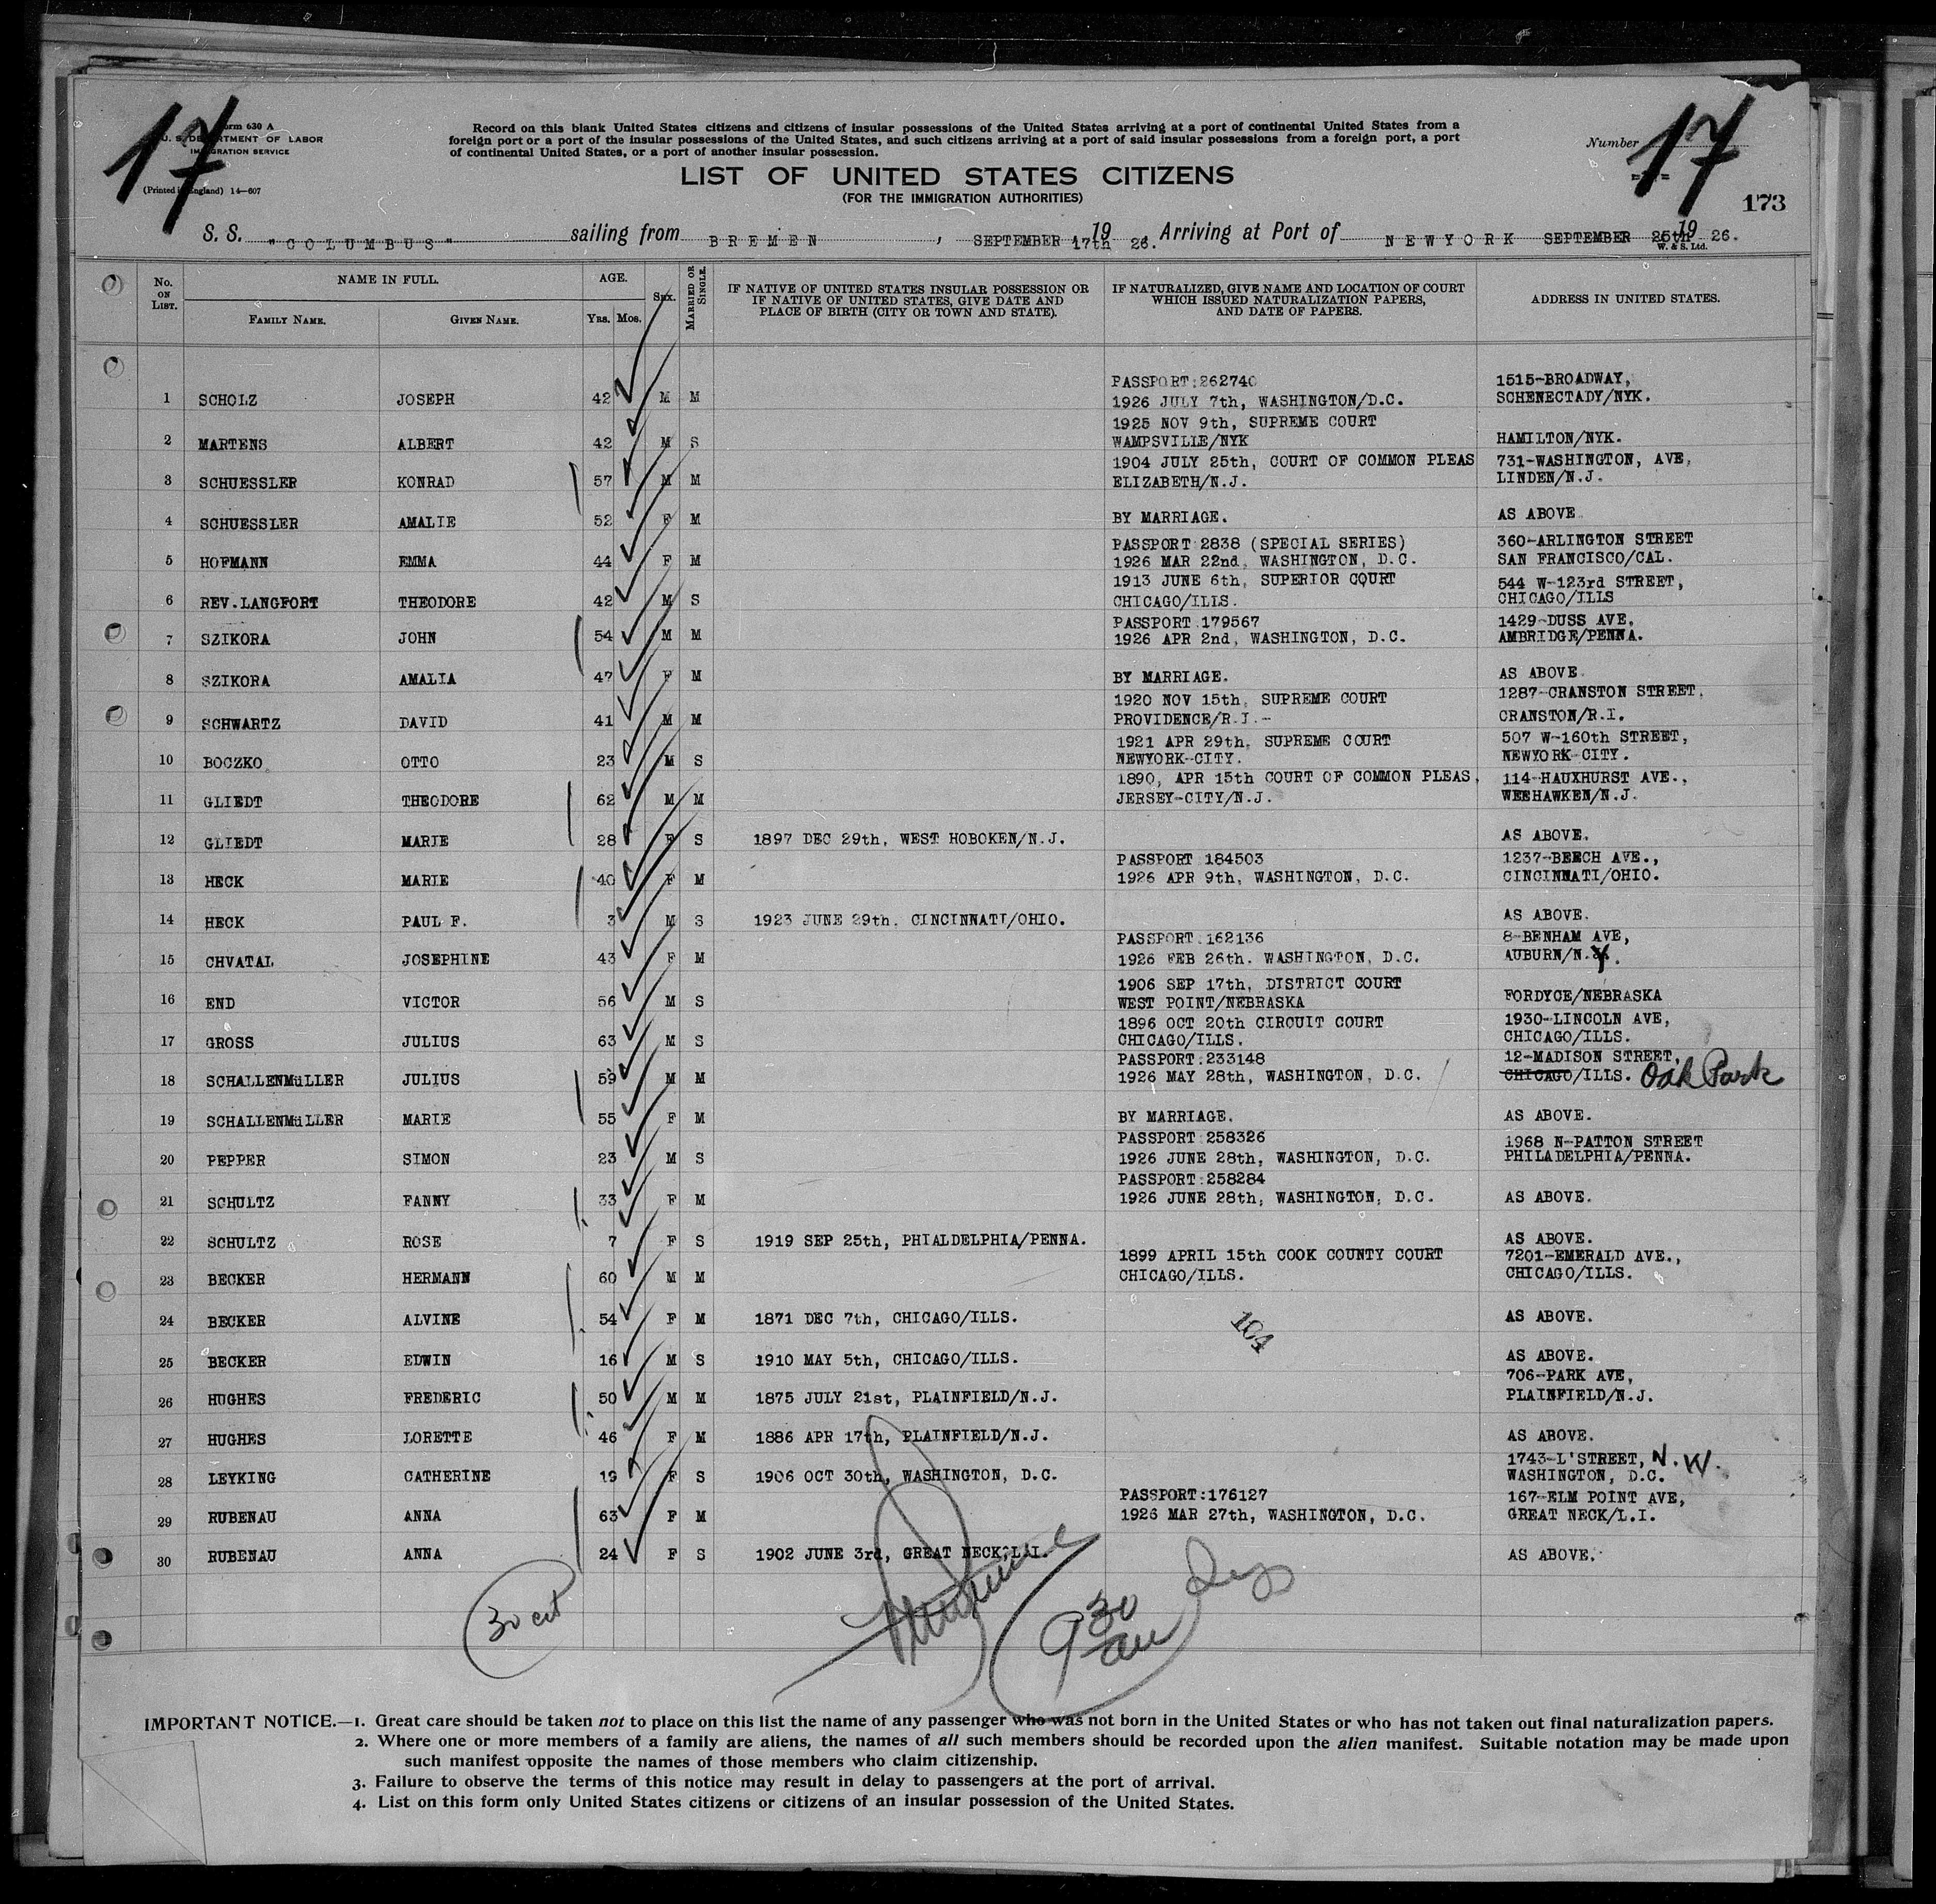 17
Form 630 A
U. S. DEPARTMENT OF LABOR
IMMIGRATION SERVICE
(Printed in England) 14—607
Record on this blank United States citizens and citizens of insular possessions of the United States arriving at a port of continental United States from a
foreign port or a port of the insular possessions of the United States, and such citizens arriving at a port of said insular possessions from a foreign port, a port
of continental United States, or a port of another insular possession.
LIST OF UNITED STATES CITIZENS
(FOR THE IMMIGRATION AUTHORITIES)
Number 17
173
S. S. "COLUMBUS" sailing from BREMEN, SEPTEMBER 17th 1926. Arriving at Port of NEWYORK SEPTEMBER 25th 1926.
W. & S. Ltd.
No. ON LIST. NAME IN FULL. AGE. SEX. MARRIED OR SINGLE. IF NATIVE OF UNITED STATES INSULAR POSSESSION OR IF NATIVE OF UNITED STATES, GIVE DATE AND PLACE OF BIRTH (CITY OR TOWN AND STATE). IF NATURALIZED, GIVE NAME AND LOCATION OF COURT WHICH ISSUED NATURALIZATION PAPERS, AND DATE OF PAPERS. ADDRESS IN UNITED STATES.
FAMILY NAME. GIVEN NAME. Yrs. Mos.
PASSPORT:262740 1515-BROADWAY,
1 SCHOLZ JOSEPH 42 M M 1926 JULY 7th, WASHINGTON/D.C. SCHENECTADY/NYK.
1925 NOV 9th, SUPREME COURT
2 MARTENS ALBERT 42 M S WAMPSVILLE/NYK HAMILTON/NYK.
1904 JULY 25th, COURT OF COMMON PLEAS 731-WASHINGTON, AVE,
3 SCHUESSLER KONRAD 57 M M ELIZABETH/N.J. LINDEN/N.J.
4 SCHUESSLER AMALIE 52 F M BY MARRIAGE. AS ABOVE.
PASSPORT 2838 (SPECIAL SERIES) 360-ARLINGTON STREET
5 HOFMANN EMMA 44 F M 1926 MAR 22nd, WASHINGTON, D.C. SAN FRANCISCO/CAL.
1913 JUNE 6th, SUPERIOR COURT 544 W-123rd STREET,
6 REV.LANGFORT THEODORE 42 M S CHICAGO/ILLS. CHICAGO/ILLS
PASSPORT 179567 1429-DUSS AVE,
7 SZIKORA JOHN 54 M M 1926 APR 2nd, WASHINGTON, D.C. AMBRIDGE/PENNA.
8 SZIKORA AMALIA 47 F M BY MARRIAGE. AS ABOVE.
1920 NOV 15th, SUPREME COURT 1287-CRANSTON STREET,
9 SCHWARTZ DAVID 41 M M PROVIDENCE/R.I.- CRANSTON/R.I.
1921 APR 29th, SUPREME COURT 507 W-160th STREET,
10 BOCZKO OTTO 23 M S NEWYORK-CITY. NEWYORK-CITY.
1890, APR 15th COURT OF COMMON PLEAS, 114-HAUXHURST AVE.,
11 GLIEDT THEODORE 62 M M JERSEY-CITY/N.J. WEEHAWKEN/N.J.
12 GLIEDT MARIE 28 F S 1897 DEC 29th, WEST HOBOKEN/N.J. AS ABOVE.
PASSPORT 184503 1237-BEECH AVE.,
13 HECK MARIE 40 F M 1926 APR 9th, WASHINGTON, D.C. CINCINNATI/OHIO.
14 HECK PAUL F. 3 M S 1923 JUNE 29th, CINCINNATI/OHIO. AS ABOVE.
PASSPORT:162136 8-BENHAM AVE,
15 CHVATAL JOSEPHINE 43 F M 1926 FEB 26th, WASHINGTON, D.C. AUBURN/N.Y.
1906 SEP 17th, DISTRICT COURT
16 END VICTOR 56 M S WEST POINT/NEBRASKA FORDYCE/NEBRASKA
1896 OCT 20th CIRCUIT COURT 1930-LINCOLN AVE,
17 GROSS JULIUS 63 M S CHICAGO/ILLS. CHICAGO/ILLS.
PASSPORT:233148 12-MADISON STREET,
18 SCHALLENMüLLER JULIUS 59 M M 1926 MAY 28th, WASHINGTON, D.C. CHICAGO/ILLS. Oak Park
19 SCHALLENMüLLER MARIE 55 F M BY MARRIAGE. AS ABOVE.
PASSPORT 258326 1968 N-PATTON STREET
20 PEPPER SIMON 23 M S 1926 JUNE 28th, WASHINGTON, D.C. PHILADELPHIA/PENNA.
PASSPORT:258284
21 SCHULTZ FANNY 33 F M 1926 JUNE 28th, WASHINGTON, D.C. AS ABOVE.
22 SCHULTZ ROSE 7 F S 1919 SEP 25th, PHIALDELPHIA/PENNA. AS ABOVE.
1899 APRIL 15th COOK COUNTY COURT 7201-EMERALD AVE.,
23 BECKER HERMANN 60 M M CHICAGO/ILLS. CHICAGO/ILLS.
24 BECKER ALVINE 54 F M 1871 DEC 7th, CHICAGO/ILLS. AS ABOVE.
104
25 BECKER EDWIN 16 M S 1910 MAY 5th, CHICAGO/ILLS. AS ABOVE.
706-PARK AVE,
26 HUGHES FREDERIC 50 M M 1875 JULY 21st, PLAINFIELD/N.J. PLAINFIELD/N.J.
27 HUGHES LORETTE 46 F M 1886 APR 17th, PLAINFIELD/N.J. AS ABOVE.
1743-L'STREET, N.W.
28 LEYKING CATHERINE 19 F S 1906 OCT 30th, WASHINGTON, D.C. WASHINGTON, D.C.
PASSPORT:176127 167-ELM POINT AVE,
29 RUBENAU ANNA 63 F M 1926 MAR 27th, WASHINGTON, D.C. GREAT NECK/L.I.
30 RUBENAU ANNA 24 F S 1902 JUNE 3rd, GREAT NECK,L.I. AS ABOVE.
30 cit
9 30 am
IMPORTANT NOTICE.—1. Great care should be taken not to place on this list the name of any passenger who was not born in the United States or who has not taken out final naturalization papers.
2. Where one or more members of a family are aliens, the names of all such members should be recorded upon the alien manifest. Suitable notation may be made upon
such manifest opposite the names of those members who claim citizenship.
3. Failure to observe the terms of this notice may result in delay to passengers at the port of arrival.
4. List on this form only United States citizens or citizens of an insular possession of the United States.